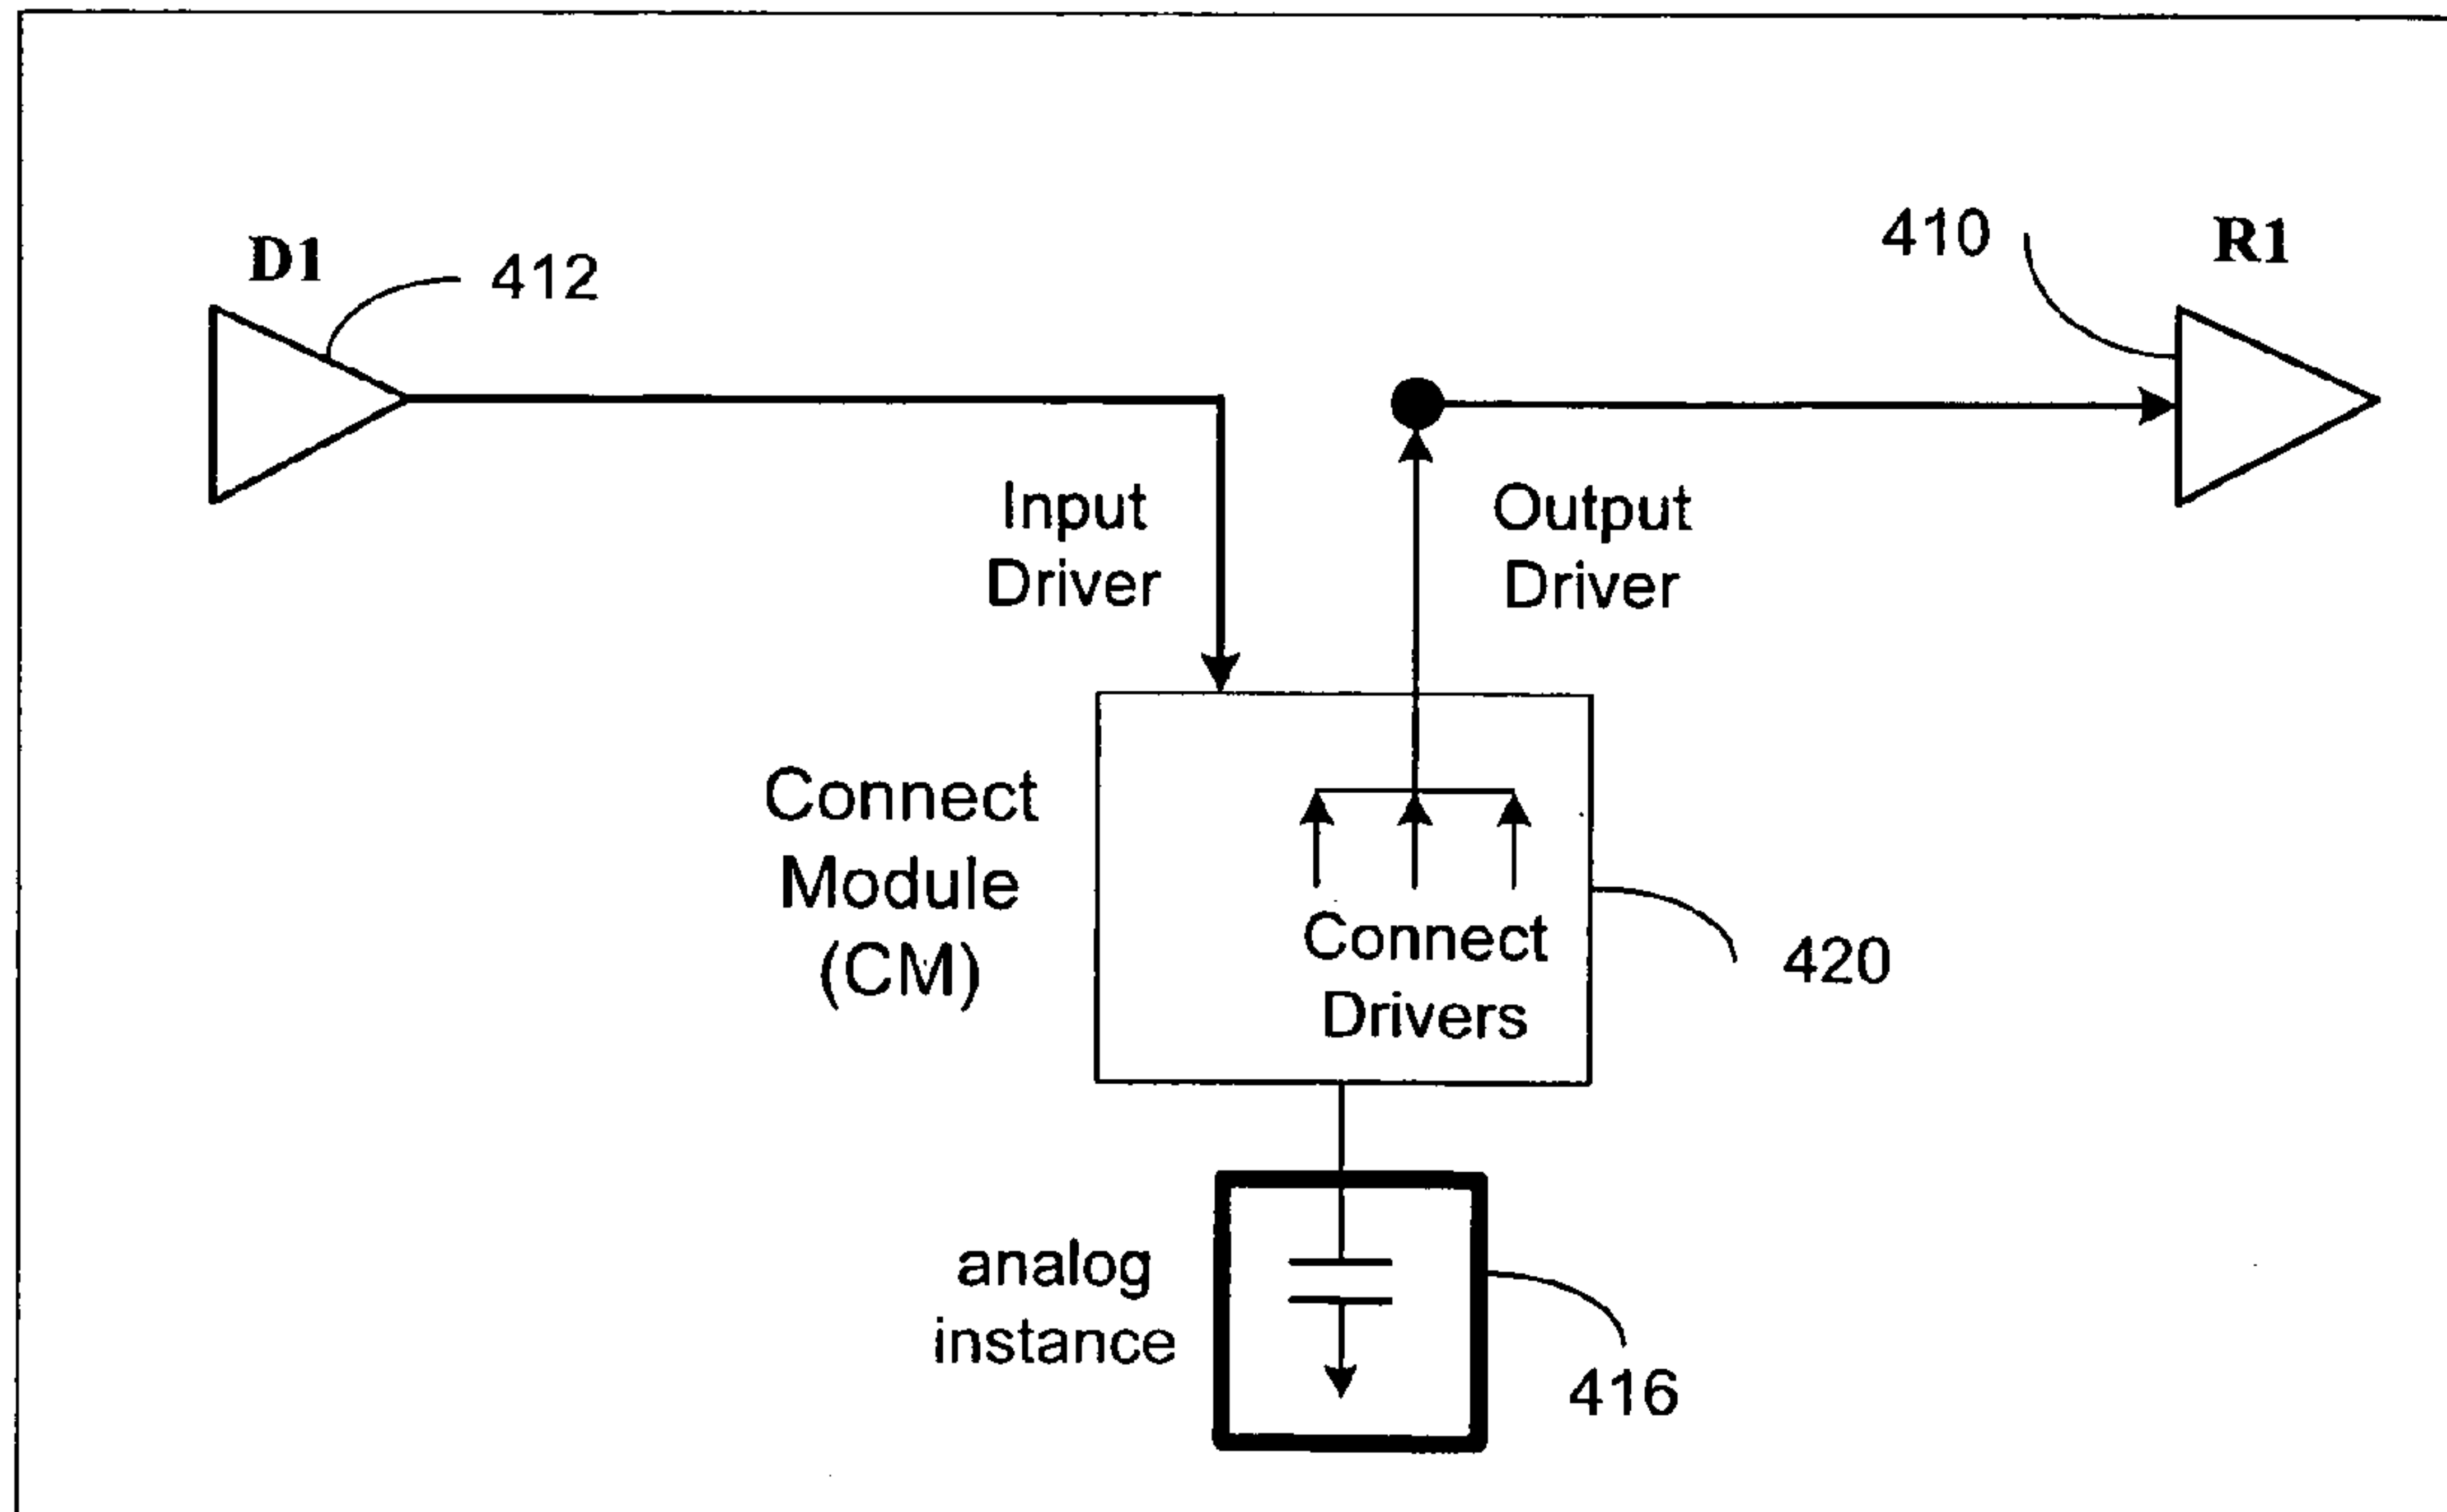 D1
412
410
R1
Input
Driver
Output
Driver
Connect
Module
(CM)
Connect
Drivers
420
analog
instance
416